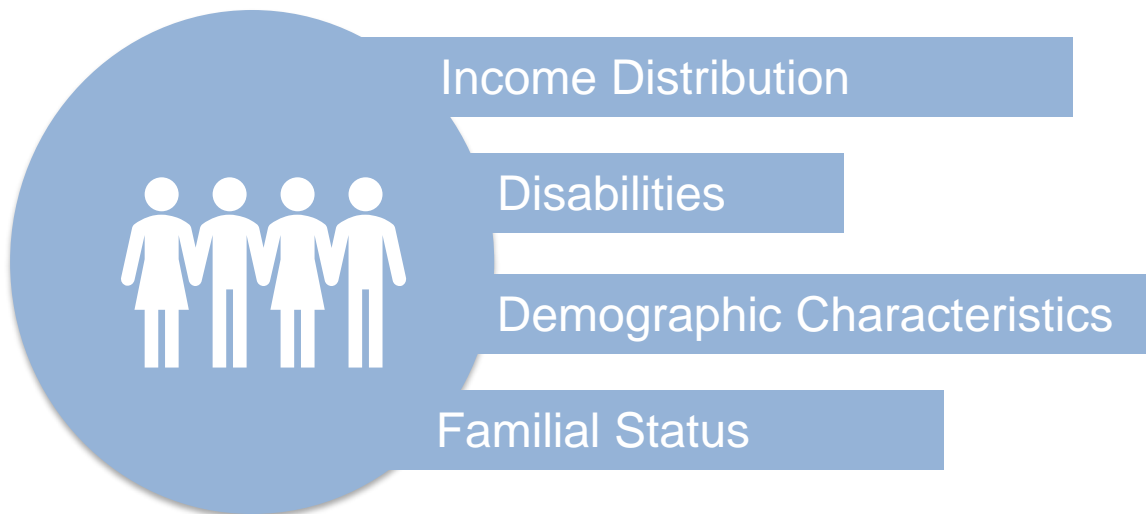 Income Distribution
Disabilities
Demographic Characteristics
Familial Status